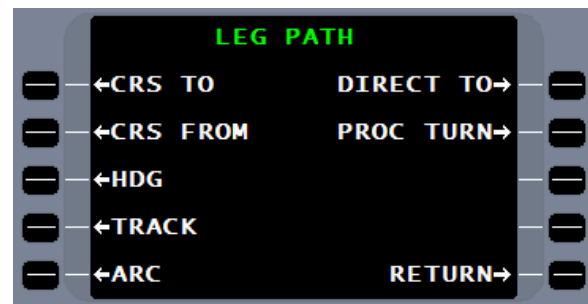 LEG PATH
←CRS TO DIRECT TO→
←CRS FROM PROC TURN→
←HDG
←TRACK
←ARC RETURN→